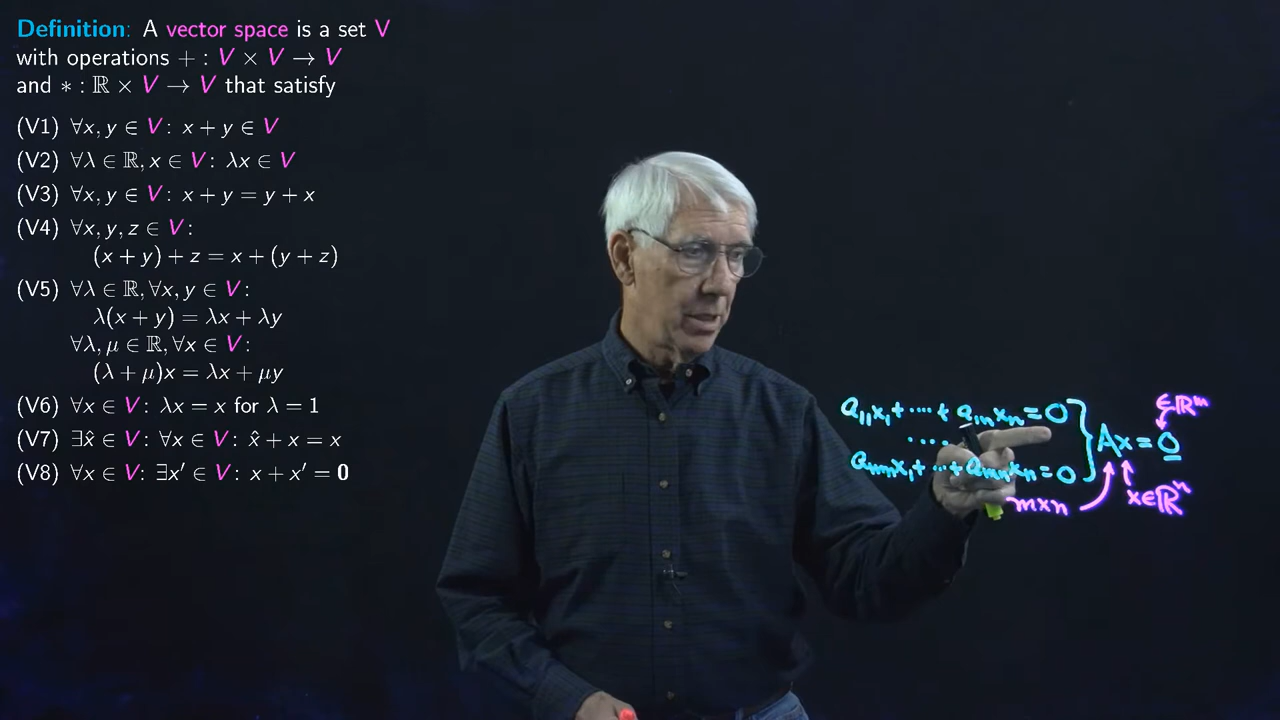 Definition: A vector space is a set V
with operations + : V × V → V
and ∗ : ℝ × V → V that satisfy
(V1) ∀x, y ∈ V: x + y ∈ V
(V2) ∀λ ∈ ℝ, x ∈ V: λx ∈ V
(V3) ∀x, y ∈ V: x + y = y + x
(V4) ∀x, y, z ∈ V:
(x + y) + z = x + (y + z)
(V5) ∀λ ∈ ℝ, ∀x, y ∈ V:
λ(x + y) = λx + λy
∀λ, μ ∈ ℝ, ∀x ∈ V:
(λ + μ)x = λx + μy
(V6) ∀x ∈ V: λx = x for λ = 1
(V7) ∃x̂ ∈ V: ∀x ∈ V: x̂ + x = x
(V8) ∀x ∈ V: ∃x′ ∈ V: x + x′ = 0
∈ℝᵐ
a₁₁x₁ + ···· + a₁ₙxₙ = 0
···· } Ax = 0
aₘₙx₁ + ··· + aₘₙxₙ = 0
m×n x∈ℝⁿ